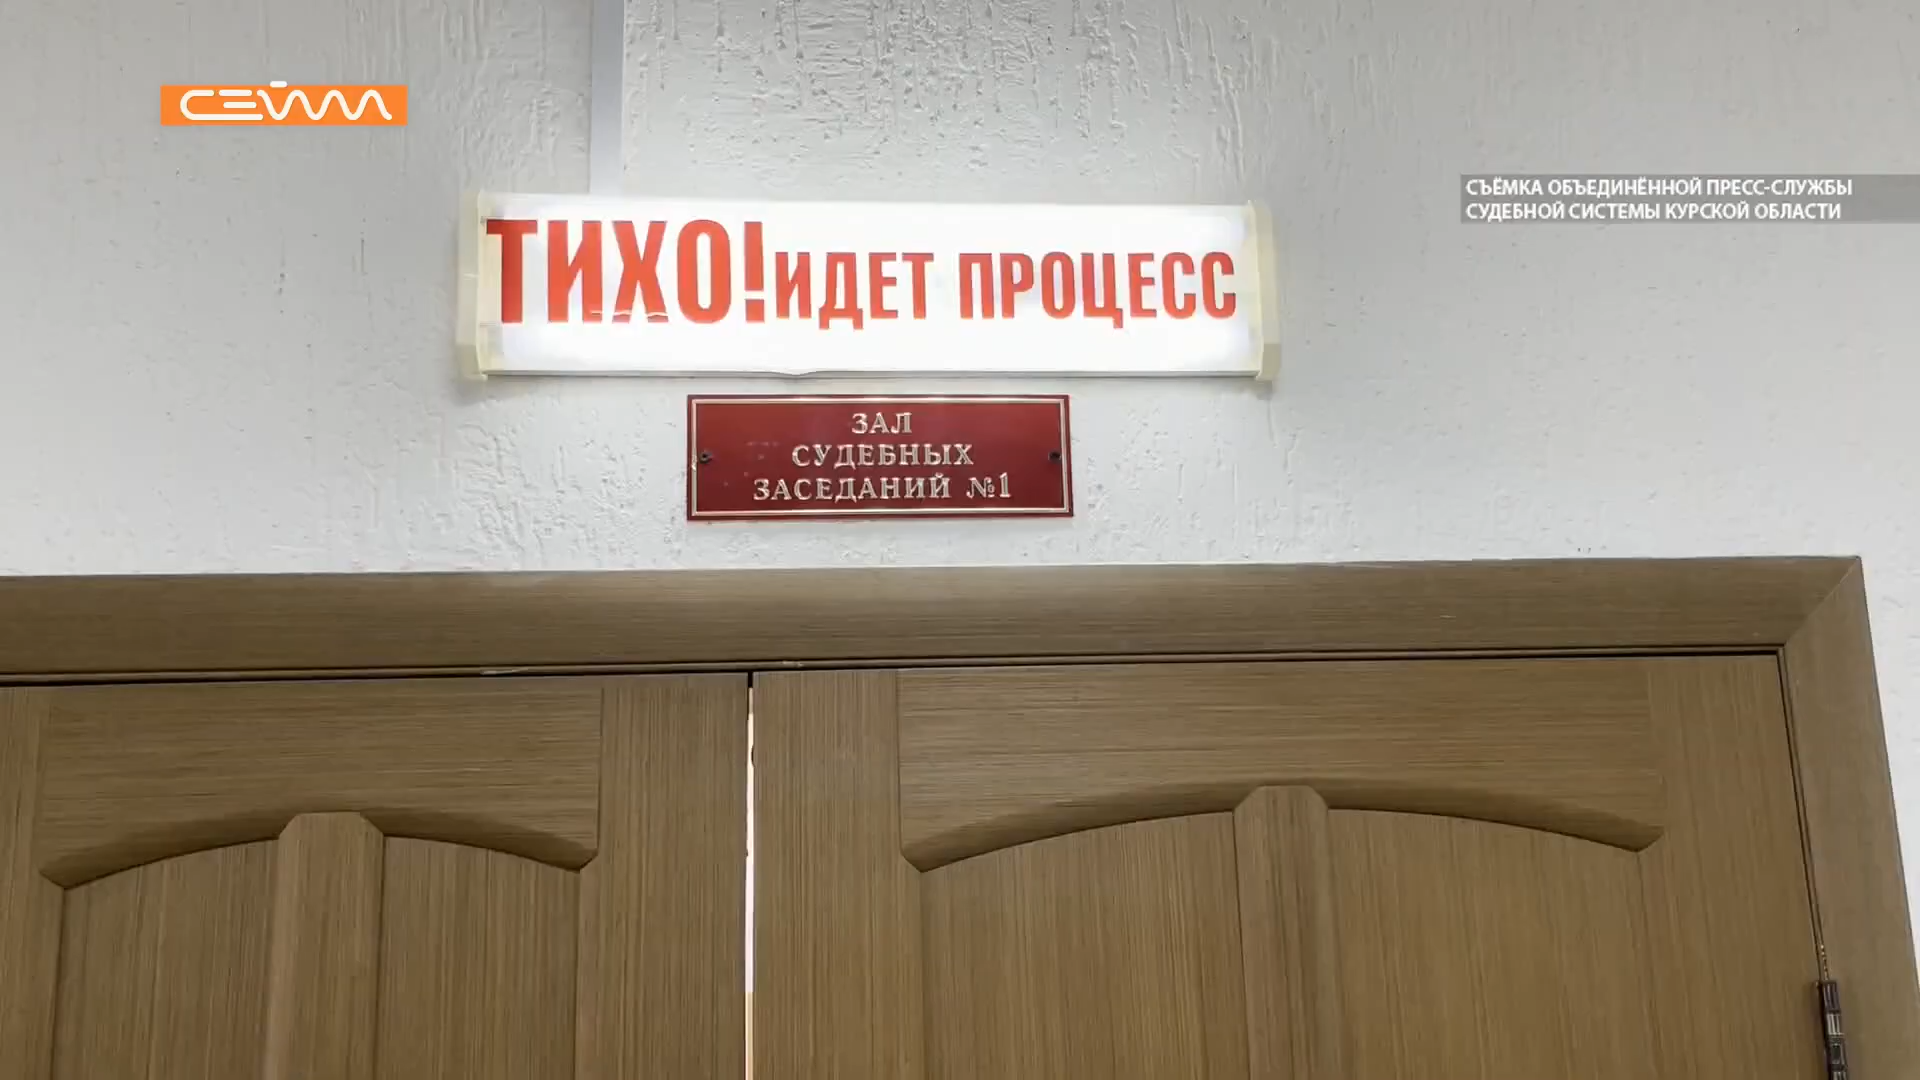 СЕЙМ
СЪЁМКА ОБЪЕДИНЁННОЙ ПРЕСС-СЛУЖБЫ
СУДЕБНОЙ СИСТЕМЫ КУРСКОЙ ОБЛАСТИ
ТИХО! ИДЕТ ПРОЦЕСС
ЗАЛ
СУДЕБНЫХ
ЗАСЕДАНИЙ №1